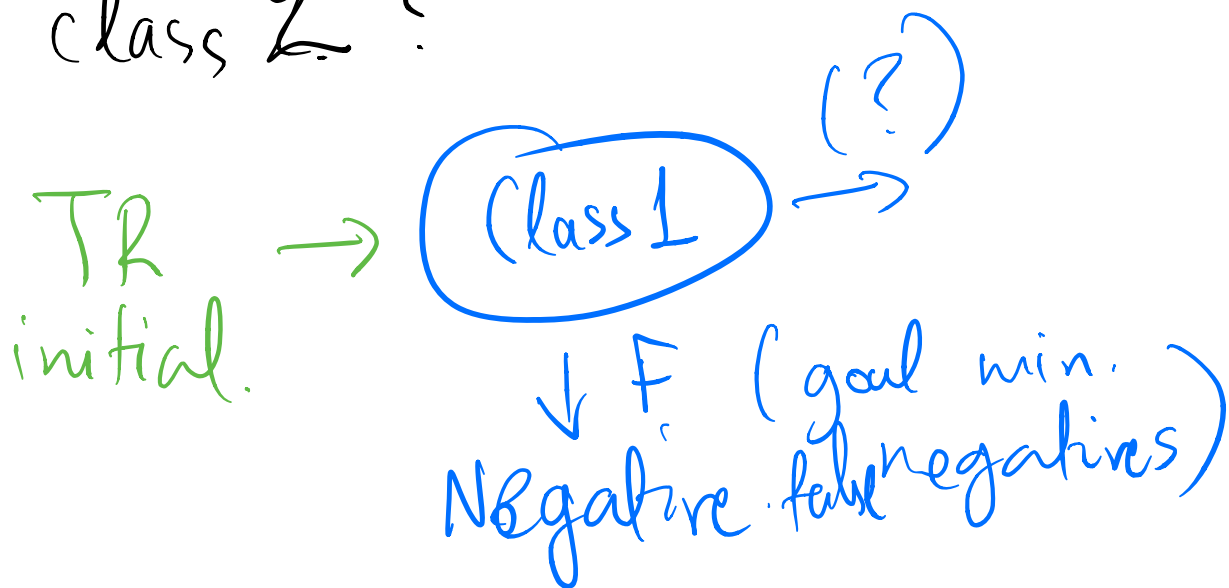 class 2 ?
(?)
TR
initial.
Class 1
F (goal min.
false negatives)
Negative.